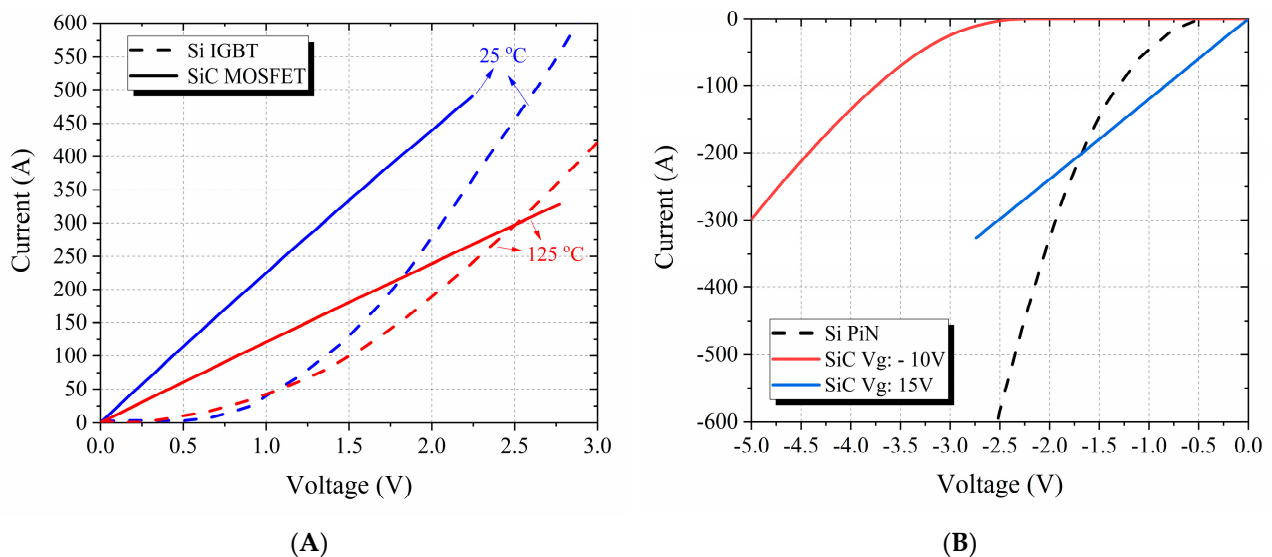 600
550
500
450
400
350
300
250
200
150
100
50
0
Current (A)
Si IGBT
SiC MOSFET
25 °C
125 °C
0.0 0.5 1.0 1.5 2.0 2.5 3.0
Voltage (V)
(A)
0
-100
-200
-300
-400
-500
-600
Current (A)
Si PiN
SiC Vg: - 10V
SiC Vg: 15V
-5.0 -4.5 -4.0 -3.5 -3.0 -2.5 -2.0 -1.5 -1.0 -0.5 0.0
Voltage (V)
(B)